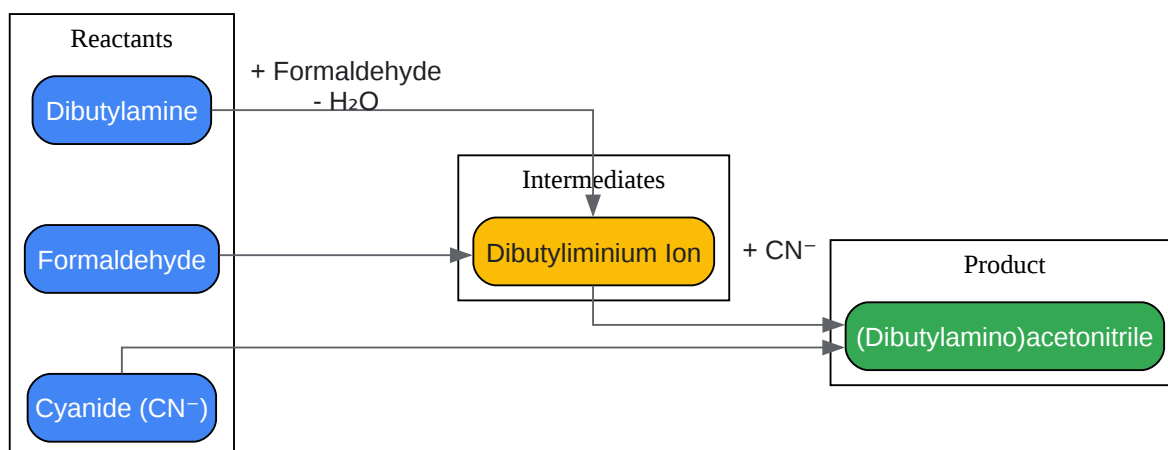 Reactants
Dibutylamine
+ Formaldehyde
- H₂O
Intermediates
Formaldehyde
Dibutyliminium Ion
+ CN⁻
Product
(Dibutylamino)acetonitrile
Cyanide (CN⁻)